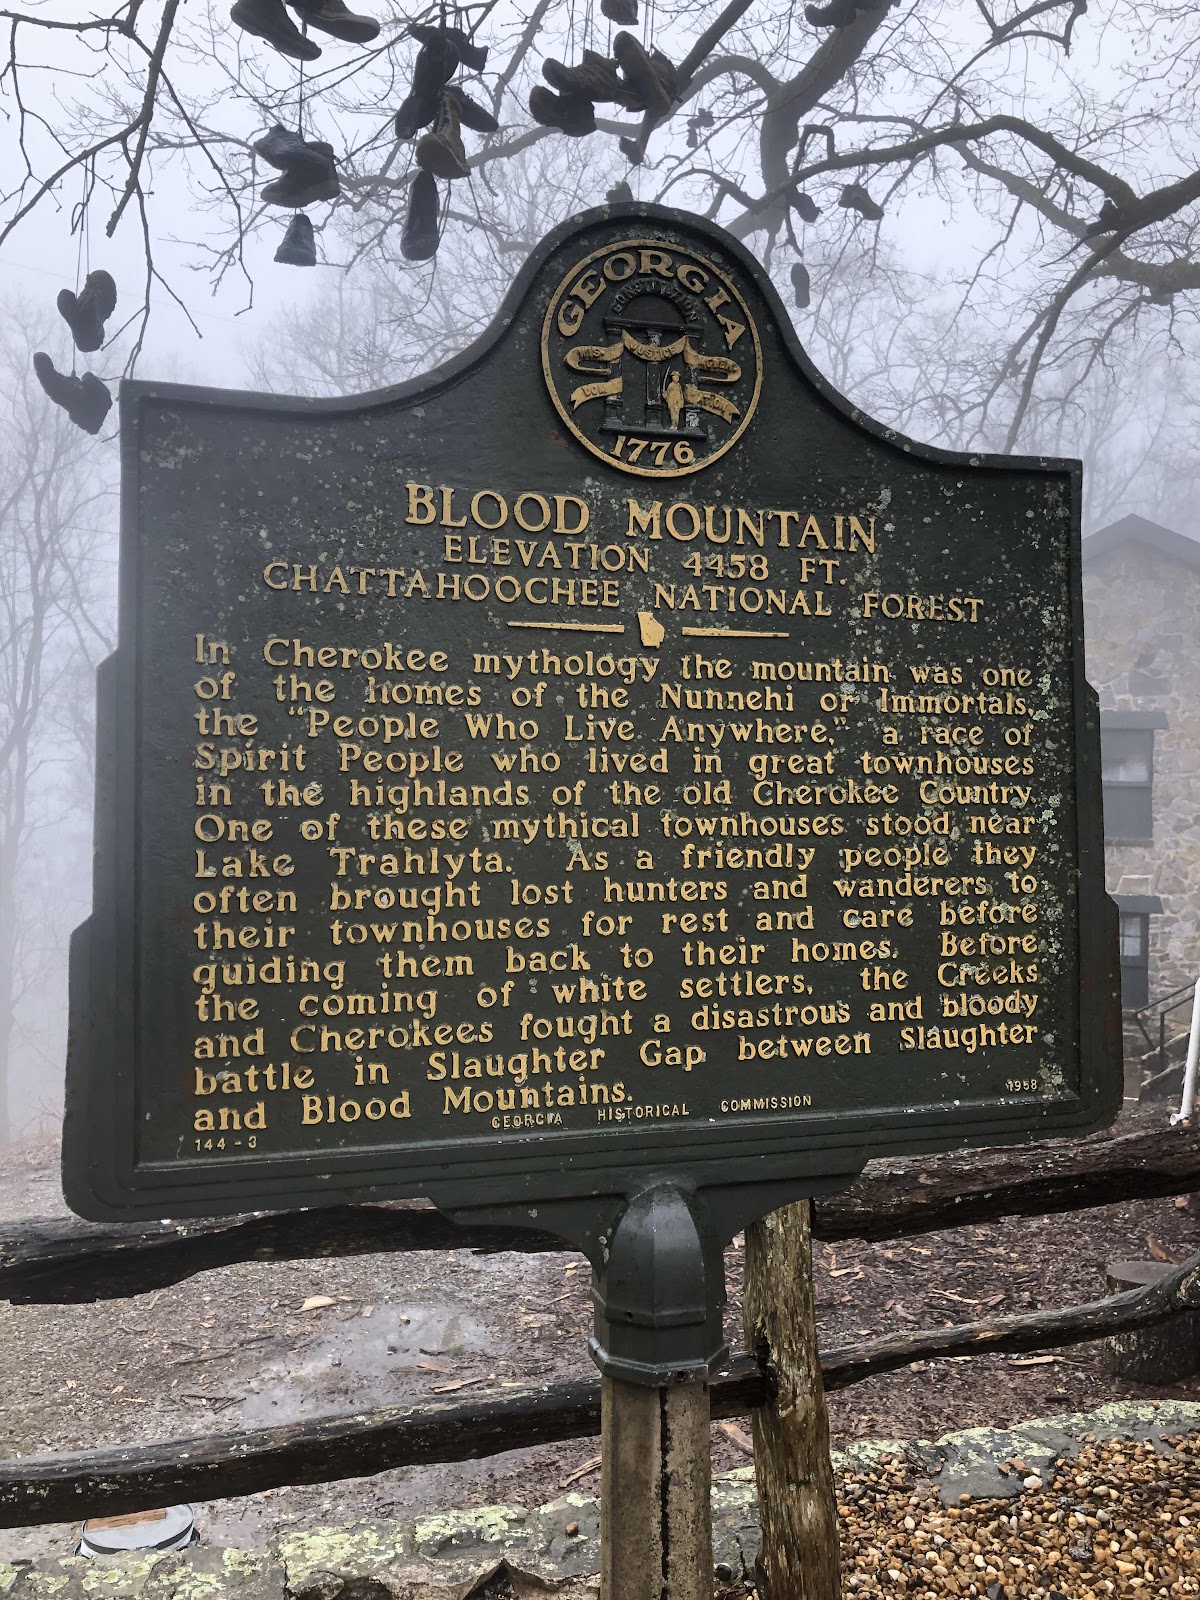 GEORGIA
CONSTITUTION
WIS- JUSTICE
1776
BLOOD MOUNTAIN
ELEVATION 4458 FT.
CHATTAHOOCHEE NATIONAL FOREST
In Cherokee mythology the mountain was one
of the homes of the Nunnehi or Immortals,
the "People Who Live Anywhere," a race of
Spirit People who lived in great townhouses
in the highlands of the old Cherokee Country.
One of these mythical townhouses stood near
Lake Trahlyta. As a friendly people they
often brought lost hunters and wanderers to
their townhouses for rest and care before
guiding them back to their homes. Before
the coming of white settlers, the Creeks
and Cherokees fought a disastrous and bloody
battle in Slaughter Gap between Slaughter
and Blood Mountains.
144-3 GEORGIA HISTORICAL COMMISSION 1958